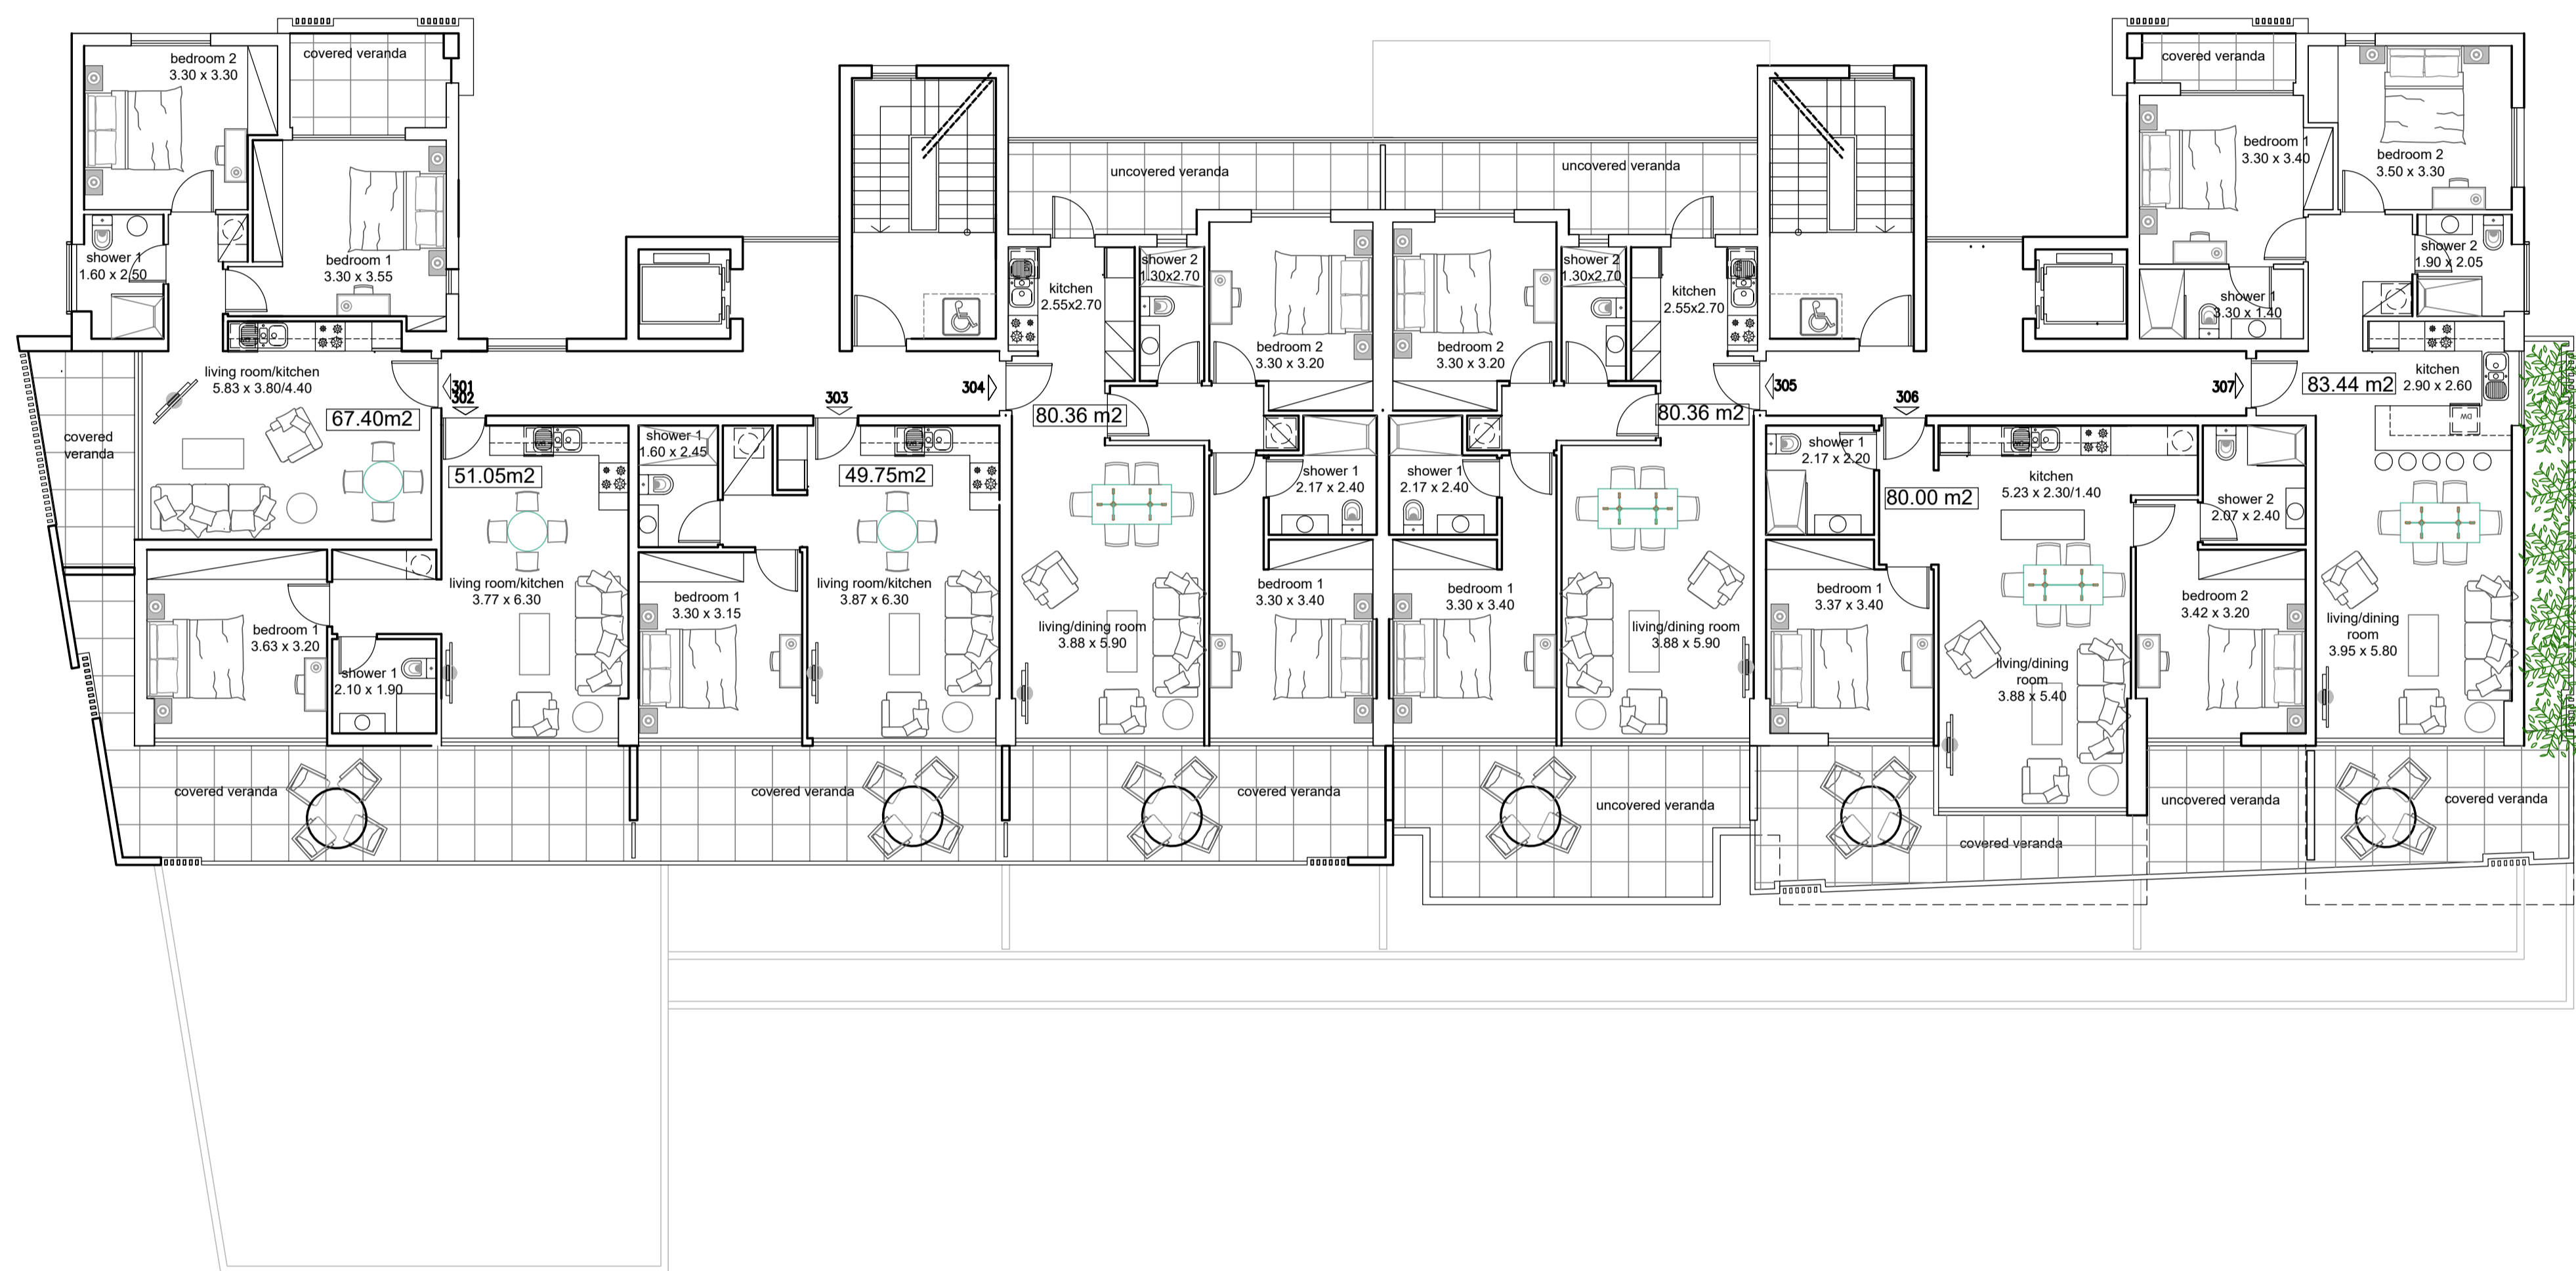 bedroom 2
3.30 x 3.30
covered veranda
bedroom 1
3.30 x 3.55
shower 1
1.60 x 2.50
living room/kitchen
5.83 x 3.80/4.40
67.40m2
covered
veranda
301
302
51.05m2
living room/kitchen
3.77 x 6.30
bedroom 1
3.63 x 3.20
shower 1
2.10 x 1.90
covered veranda
303
shower 1
1.60 x 2.45
49.75m2
living room/kitchen
3.87 x 6.30
bedroom 1
3.30 x 3.15
covered veranda
304
uncovered veranda
kitchen
2.55x2.70
shower 2
1.30x2.70
bedroom 2
3.30 x 3.20
80.36 m2
shower 1
2.17 x 2.40
bedroom 1
3.30 x 3.40
living/dining room
3.88 x 5.90
covered veranda
uncovered veranda
bedroom 2
3.30 x 3.20
shower 2
1.30x2.70
kitchen
2.55x2.70
80.36 m2
305
shower 1
2.17 x 2.40
bedroom 1
3.30 x 3.40
living/dining room
3.88 x 5.90
uncovered veranda
306
shower 1
2.17 x 2.20
80.00 m2
kitchen
5.23 x 2.30/1.40
shower 2
2.07 x 2.40
bedroom 1
3.37 x 3.40
bedroom 2
3.42 x 3.20
living/dining
room
3.88 x 5.40
covered veranda
uncovered veranda
307
covered veranda
bedroom 1
3.30 x 3.40
bedroom 2
3.50 x 3.30
shower 2
1.90 x 2.05
shower 1
3.30 x 1.40
83.44 m2
kitchen
2.90 x 2.60
DW
living/dining
room
3.95 x 5.80
covered veranda